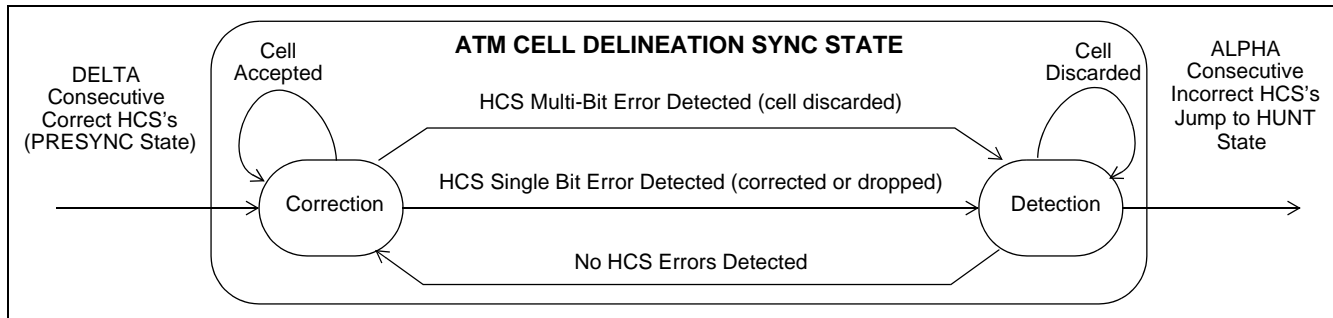 ATM CELL DELINEATION SYNC STATE
DELTA
Consecutive
Correct HCS's
(PRESYNC State)
Cell
Accepted
HCS Multi-Bit Error Detected (cell discarded)
Cell
Discarded
ALPHA
Consecutive
Incorrect HCS's
Jump to HUNT
State
Correction
HCS Single Bit Error Detected (corrected or dropped)
Detection
No HCS Errors Detected